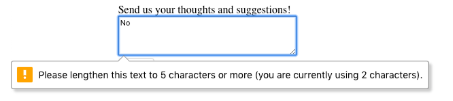 Send us your thoughts and suggestions!
No
! Please lengthen this text to 5 characters or more (you are currently using 2 characters).